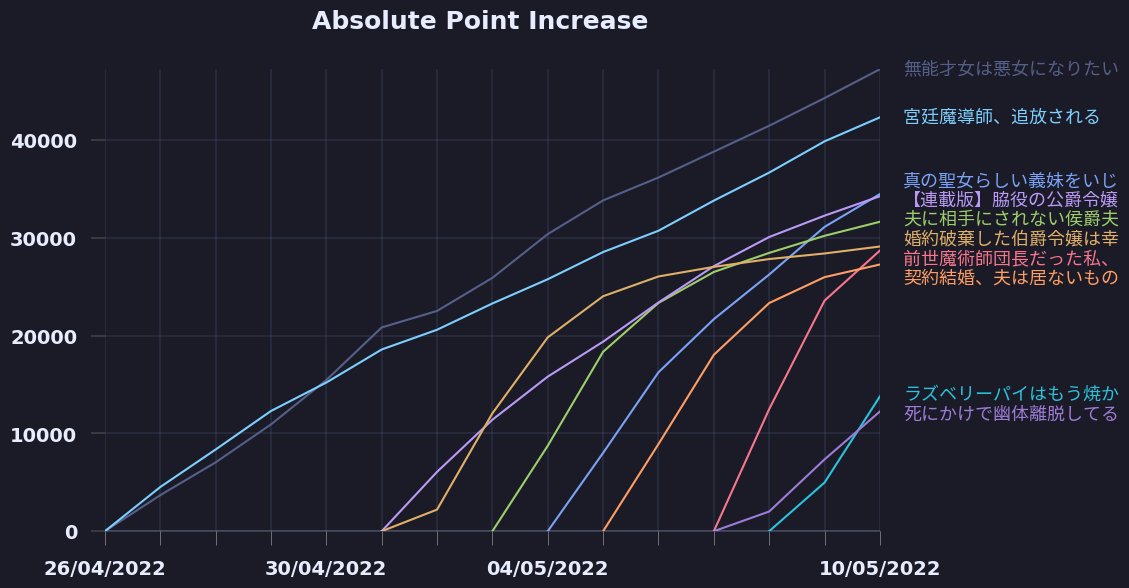 Absolute Point Increase
無能才女は悪女になりたい
宮廷魔導師、追放される
40000
真の聖女らしい義妹をいじ
【連載版】脇役の公爵令嬢
夫に相手にされない侯爵夫
婚約破棄した伯爵令嬢は幸
30000
前世魔術師団長だった私、
契約結婚、夫は居ないもの
20000
ラズベリーパイはもう焼か
死にかけで幽体離脱してる
10000
0
26/04/2022
30/04/2022
04/05/2022
10/05/2022